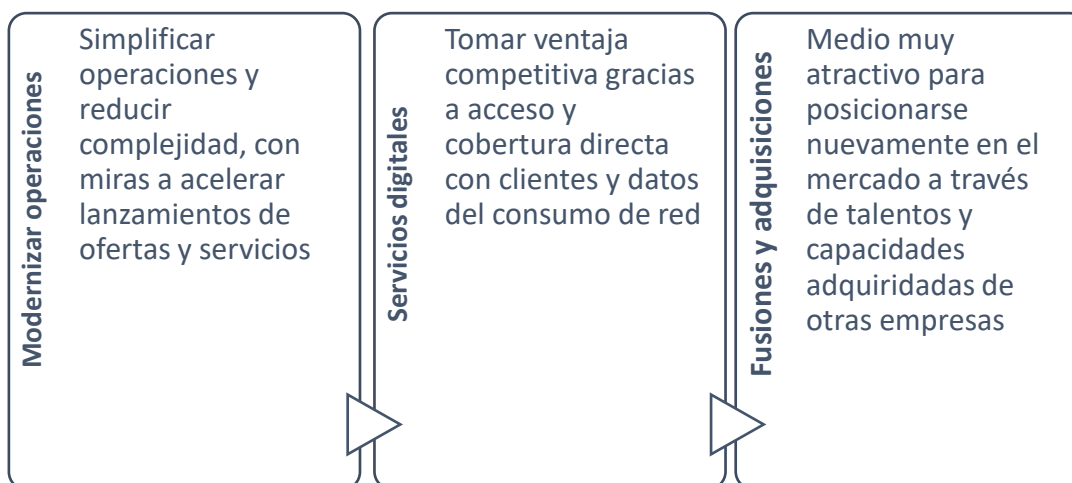 Modernizar operaciones
Simplificar
operaciones y
reducir
complejidad, con
miras a acelerar
lanzamientos de
ofertas y servicios
Servicios digitales
Tomar ventaja
competitiva gracias
a acceso y
cobertura directa
con clientes y datos
del consumo de red
Fusiones y adquisiciones
Medio muy
atractivo para
posicionarse
nuevamente en el
mercado a través
de talentos y
capacidades
adquiridadas de
otras empresas